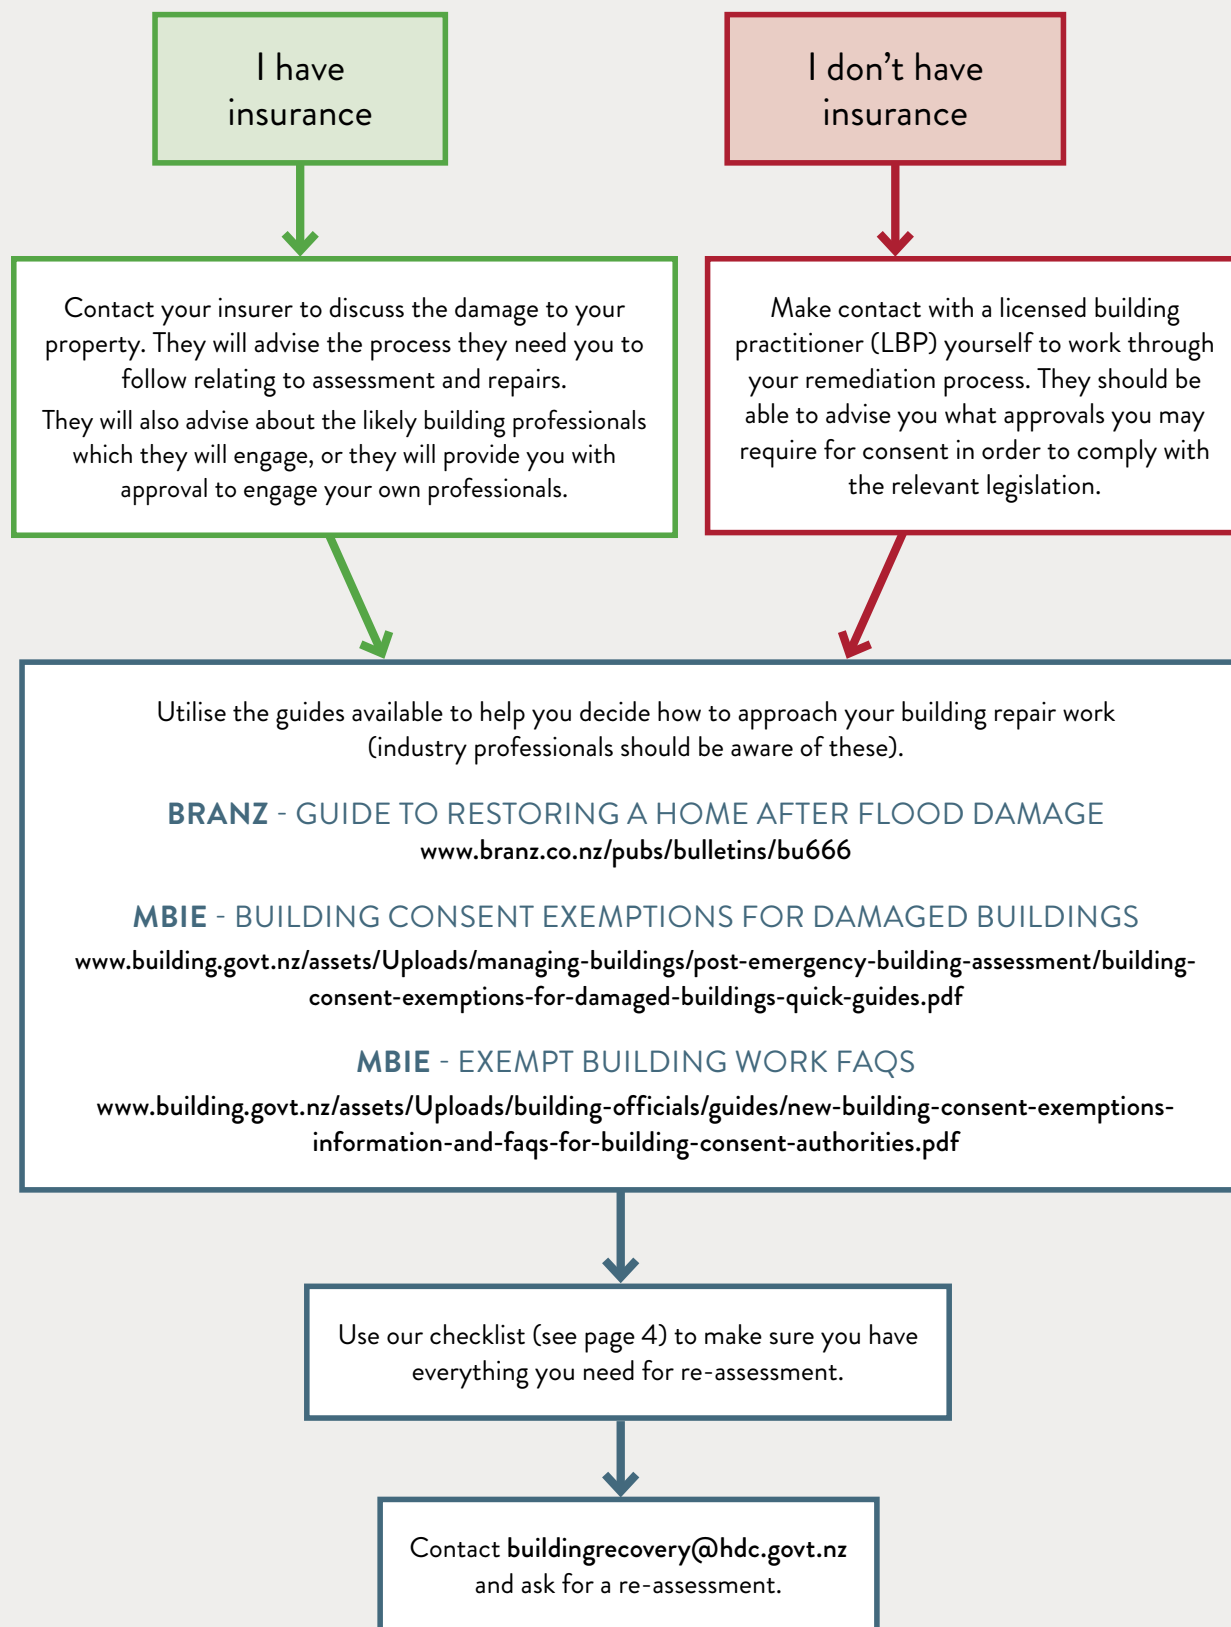 I have
insurance
I don't have
insurance
Contact your insurer to discuss the damage to your
property. They will advise the process they need you to
follow relating to assessment and repairs.
They will also advise about the likely building professionals
which they will engage, or they will provide you with
approval to engage your own professionals.
Make contact with a licensed building
practitioner (LBP) yourself to work through
your remediation process. They should be
able to advise you what approvals you may
require for consent in order to comply with
the relevant legislation.
Utilise the guides available to help you decide how to approach your building repair work
(industry professionals should be aware of these).
BRANZ - GUIDE TO RESTORING A HOME AFTER FLOOD DAMAGE
www.branz.co.nz/pubs/bulletins/bu666
MBIE - BUILDING CONSENT EXEMPTIONS FOR DAMAGED BUILDINGS
www.building.govt.nz/assets/Uploads/managing-buildings/post-emergency-building-assessment/building-
consent-exemptions-for-damaged-buildings-quick-guides.pdf
MBIE - EXEMPT BUILDING WORK FAQS
www.building.govt.nz/assets/Uploads/building-officials/guides/new-building-consent-exemptions-
information-and-faqs-for-building-consent-authorities.pdf
Use our checklist (see page 4) to make sure you have
everything you need for re-assessment.
Contact buildingrecovery@hdc.govt.nz
and ask for a re-assessment.